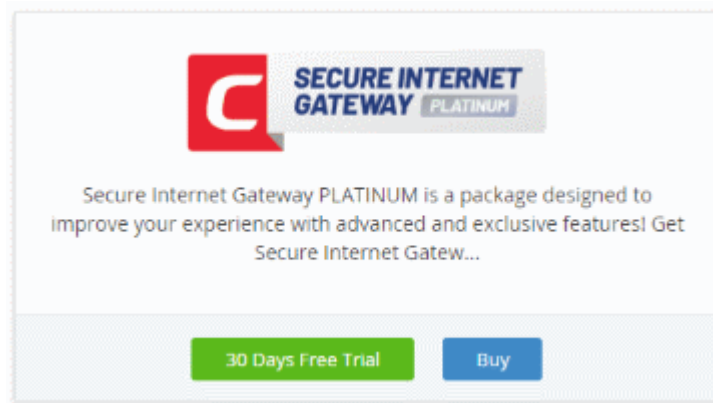 C
SECURE INTERNET
GATEWAY PLATINUM
Secure Internet Gateway PLATINUM is a package designed to
improve your experience with advanced and exclusive features! Get
Secure Internet Gatew...
30 Days Free Trial
Buy